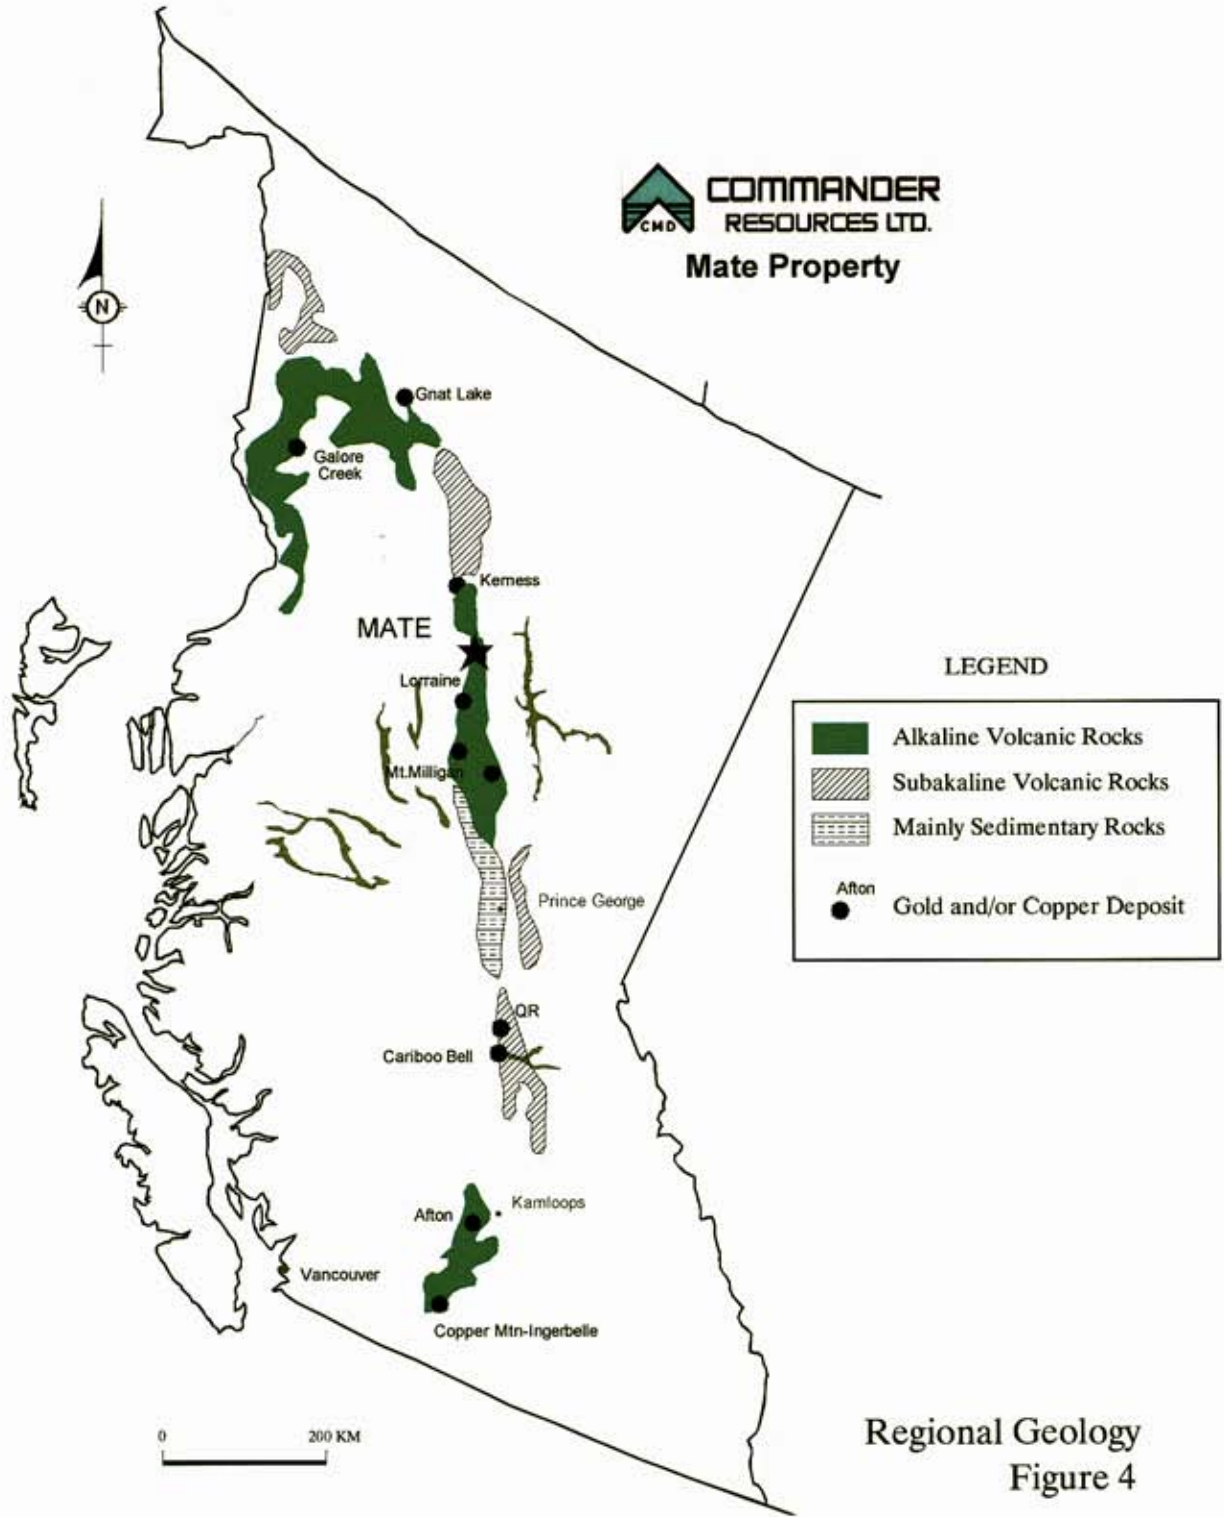 COMMANDER
RESOURCES LTD.
CMD
Mate Property
N
Gnat Lake
Galore
Creek
Kemess
MATE
Lorraine
Mt.Milligan
Prince George
QR
Cariboo Bell
Afton
Kamloops
Vancouver
Copper Mtn-Ingerbelle
LEGEND
Alkaline Volcanic Rocks
Subakaline Volcanic Rocks
Mainly Sedimentary Rocks
Afton
Gold and/or Copper Deposit
0 200 KM
Regional Geology
Figure 4